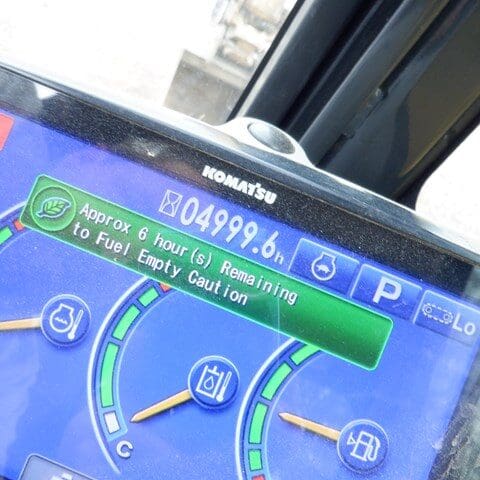 KOMATSU
04999.6h
Approx 6 hour(s) Remaining
to Fuel Empty Caution
P
Lo
C